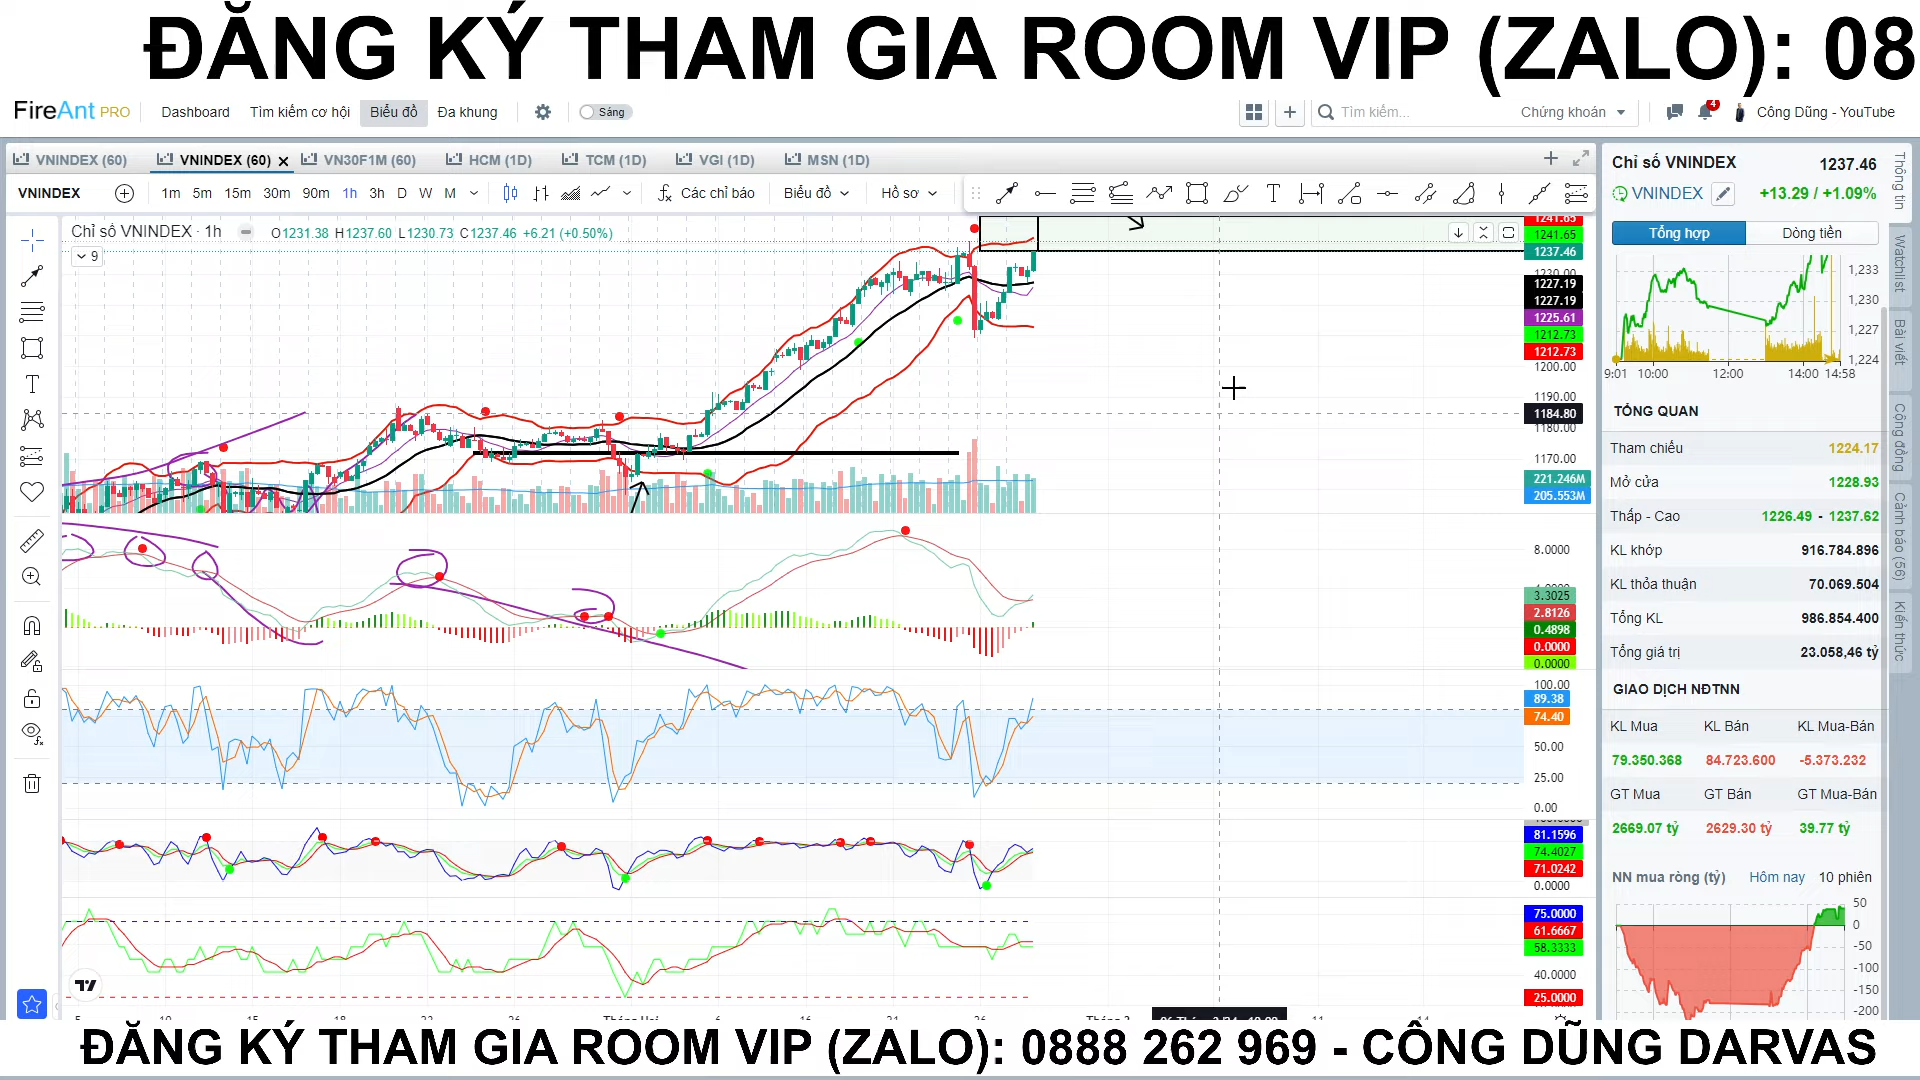 ĐĂNG KÝ THAM GIA ROOM VIP (ZALO): 08
FireAnt PRO Dashboard Tìm kiếm cơ hội Biểu đồ Đa khung Sáng Tìm kiếm... Chứng khoán 4 Công Dũng - YouTube
VNINDEX (60) VNINDEX (60) VN30F1M (60) HCM (1D) TCM (1D) VGI (1D) MSN (1D)
VNINDEX 1m 5m 15m 30m 90m 1h 3h D W M Các chỉ báo Biểu đồ Hồ sơ
Chỉ số VNINDEX · 1h O1231.38 H1237.60 L1230.73 C1237.46 +6.21 (+0.50%)
9
1241.65
1241.65
1237.46
1230.00
1227.19
1227.19
1225.61
1212.73
1212.73
1200.00
1190.00
1184.80
1180.00
1170.00
221.246M
205.553M
8.0000
3.3025
2.8126
0.4898
0.0000
0.0000
100.00
89.38
74.40
50.00
25.00
0.00
81.1596
74.4027
71.0242
0.0000
75.0000
61.6667
58.3333
40.0000
25.0000
Chỉ số VNINDEX 1237.46
VNINDEX +13.29 / +1.09%
Tổng hợp Dòng tiền
1,233
1,230
1,227
1,224
9:01 10:00 12:00 14:00 14:58
TỔNG QUAN
Tham chiếu 1224.17
Mở cửa 1228.93
Thấp - Cao 1226.49 - 1237.62
KL khớp 916.784.896
KL thỏa thuận 70.069.504
Tổng KL 986.854.400
Tổng giá trị 23.058,46 tỷ
GIAO DỊCH NĐTNN
KL Mua KL Bán KL Mua-Bán
79.350.368 84.723.600 -5.373.232
GT Mua GT Bán GT Mua-Bán
2669.07 tỷ 2629.30 tỷ 39.77 tỷ
NN mua ròng (tỷ) Hôm nay 10 phiên
50
0
-50
-100
-150
-200
Thông tin
Watchlist
Bài viết
Cộng đồng
Cảnh báo (56)
Kiến thức
ĐĂNG KÝ THAM GIA ROOM VIP (ZALO): 0888 262 969 - CÔNG DŨNG DARVAS